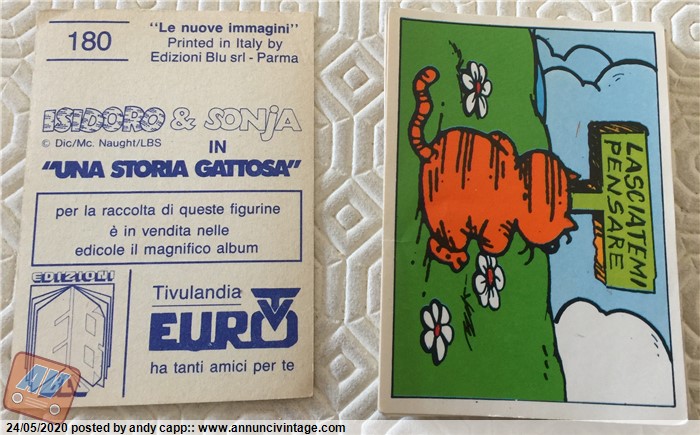 180
"Le nuove immagini"
Printed in Italy by
Edizioni Blu srl - Parma
ISIDORO & SONJA
© Dic/Mc. Naught/LBS
IN
"UNA STORIA GATTOSA"
per la raccolta di queste figurine
è in vendita nelle
edicole il magnifico album
EDIZIONI
Tivulandia
EURO TV
ha tanti amici per te
LASCIATEMI
PENSARE
24/05/2020 posted by andy capp:: www.annuncivintage.com